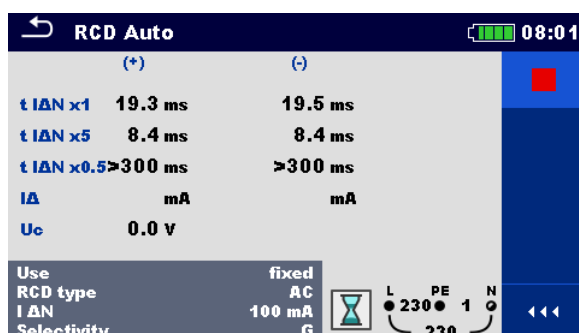 RCD Auto 08:01
(+) (-)
t IΔN x1 19.3 ms 19.5 ms
t IΔN x5 8.4 ms 8.4 ms
t IΔN x0.5 >300 ms >300 ms
IΔ mA mA
Uc 0.0 V
Use fixed
RCD type AC
I ΔN 100 mA
Selectivity G
L PE N
230 1
230